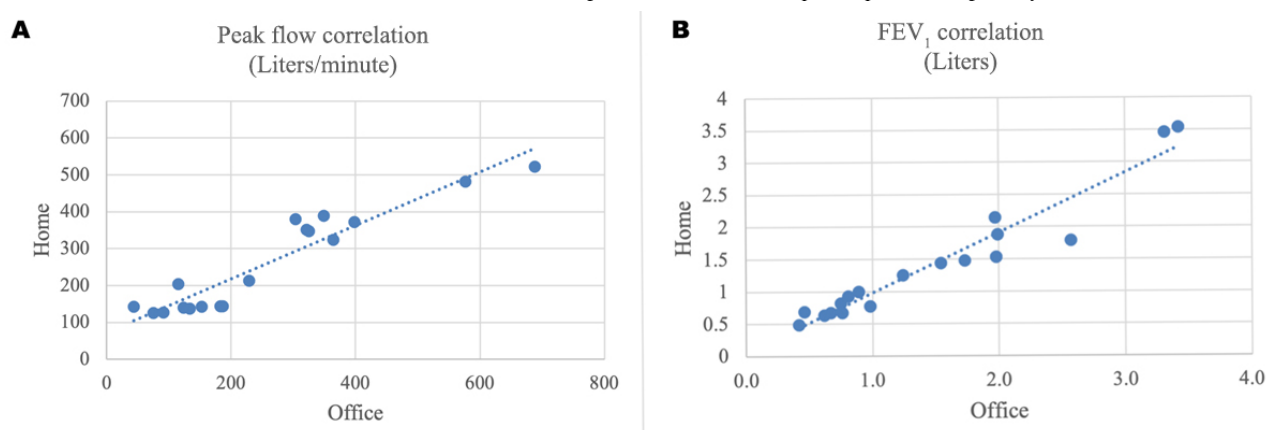 A
Peak flow correlation
(Liters/minute)
700
600
500
400
300
200
100
0
Home
0 200 400 600 800
Office
B
FEV1 correlation
(Liters)
4
3.5
3
2.5
2
1.5
1
0.5
0
Home
0.0 1.0 2.0 3.0 4.0
Office